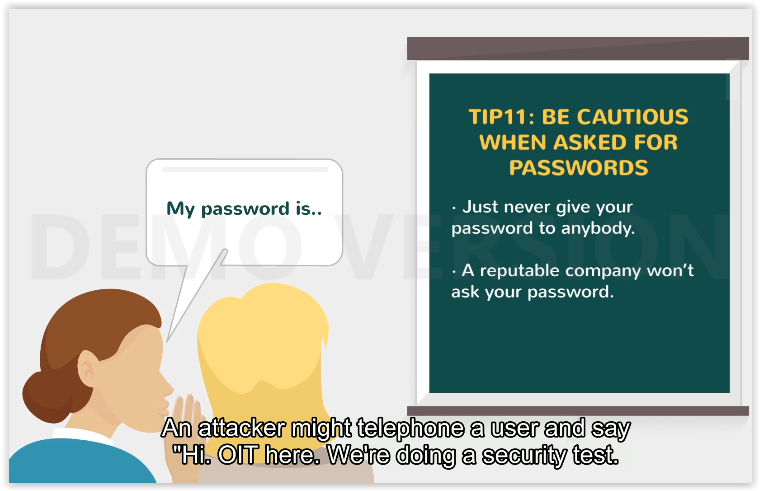 TIP11: BE CAUTIOUS
WHEN ASKED FOR
PASSWORDS
· Just never give your
password to anybody.
· A reputable company won't
ask your password.
My password is..
DEMO VERSION
An attacker might telephone a user and say
"Hi. OIT here. We're doing a security test.